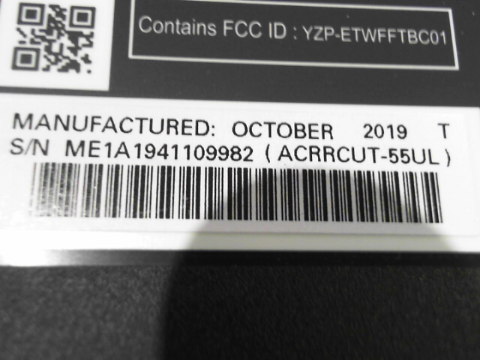 Contains FCC ID : YZP-ETWFFTBC01
MANUFACTURED: OCTOBER 2019 T
S/N ME1A1941109982 ( ACRRCUT-55UL )